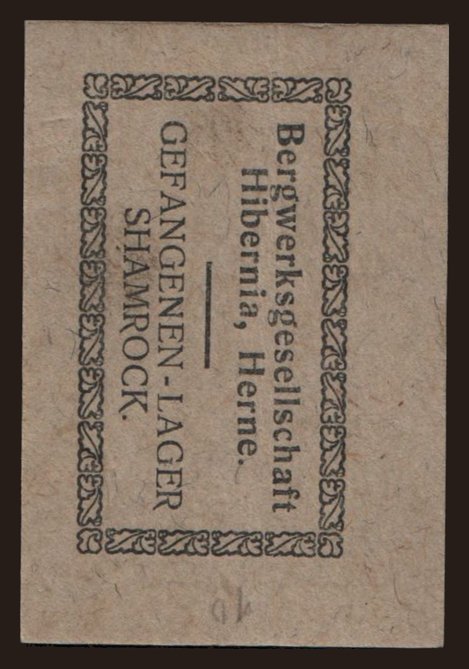 Bergwerksgesellschaft
Hibernia, Herne.
GEFANGENEN-LAGER
SHAMROCK.